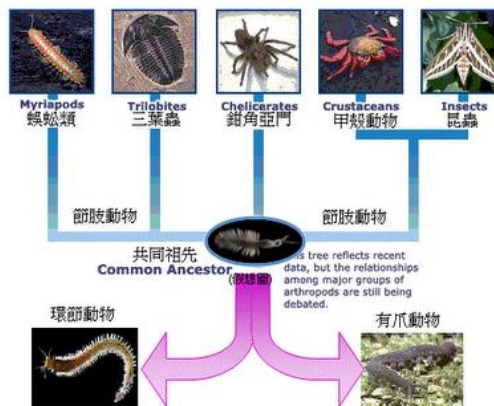 Myriapods
蜈蚣類
Trilobites
三葉蟲
Chelicerates
鉗角亞門
Crustaceans
甲殼動物
Insects
昆蟲
節肢動物
節肢動物
共同祖先
Common Ancestor
(假想圖)
This tree reflects recent
data, but the relationships
among major groups of
arthropods are still being
debated.
環節動物
有爪動物